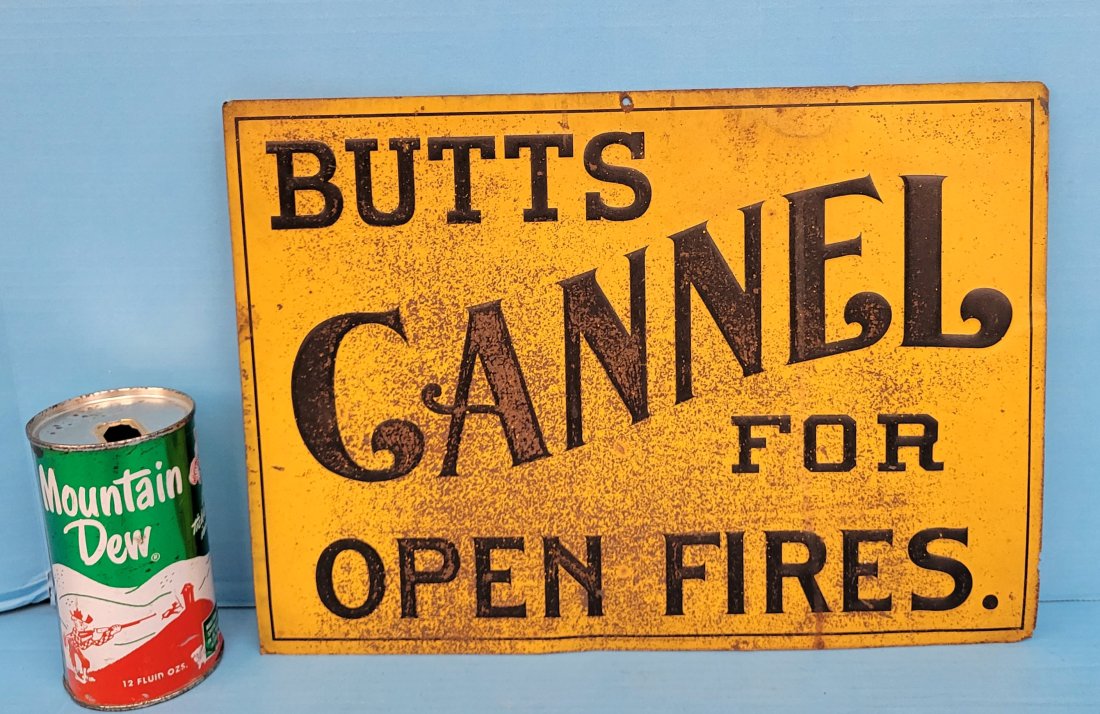 BUTTS
CANNEL
FOR
OPEN FIRES.
Mountain
Dew®
12 FLUID OZS.